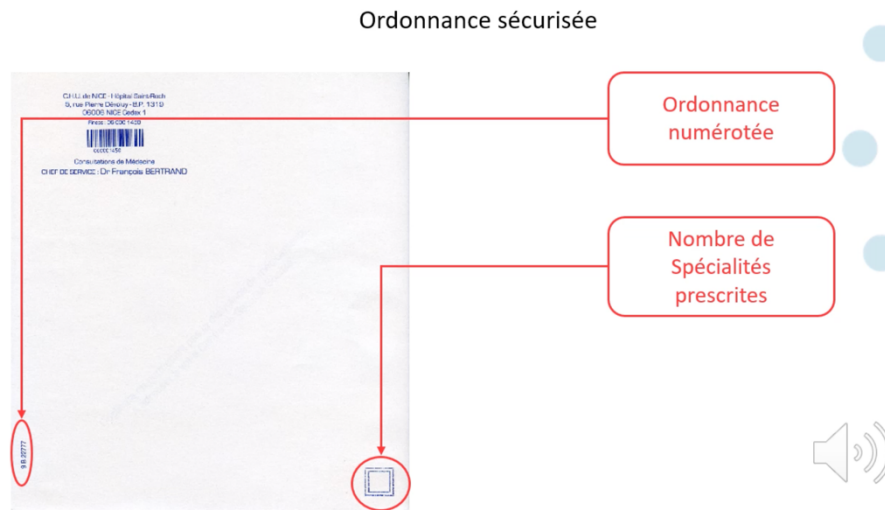 Ordonnance sécurisée
C.H.U. de NICE - Hôpital Saint-Roch
5, rue Pierre Dévoluy - B.P. 1319
06006 NICE Cedex 1
Consultations de Médecine
CHEF DE SERVICE : Dr François BERTRAND
Ordonnance
numérotée
Nombre de
Spécialités
prescrites